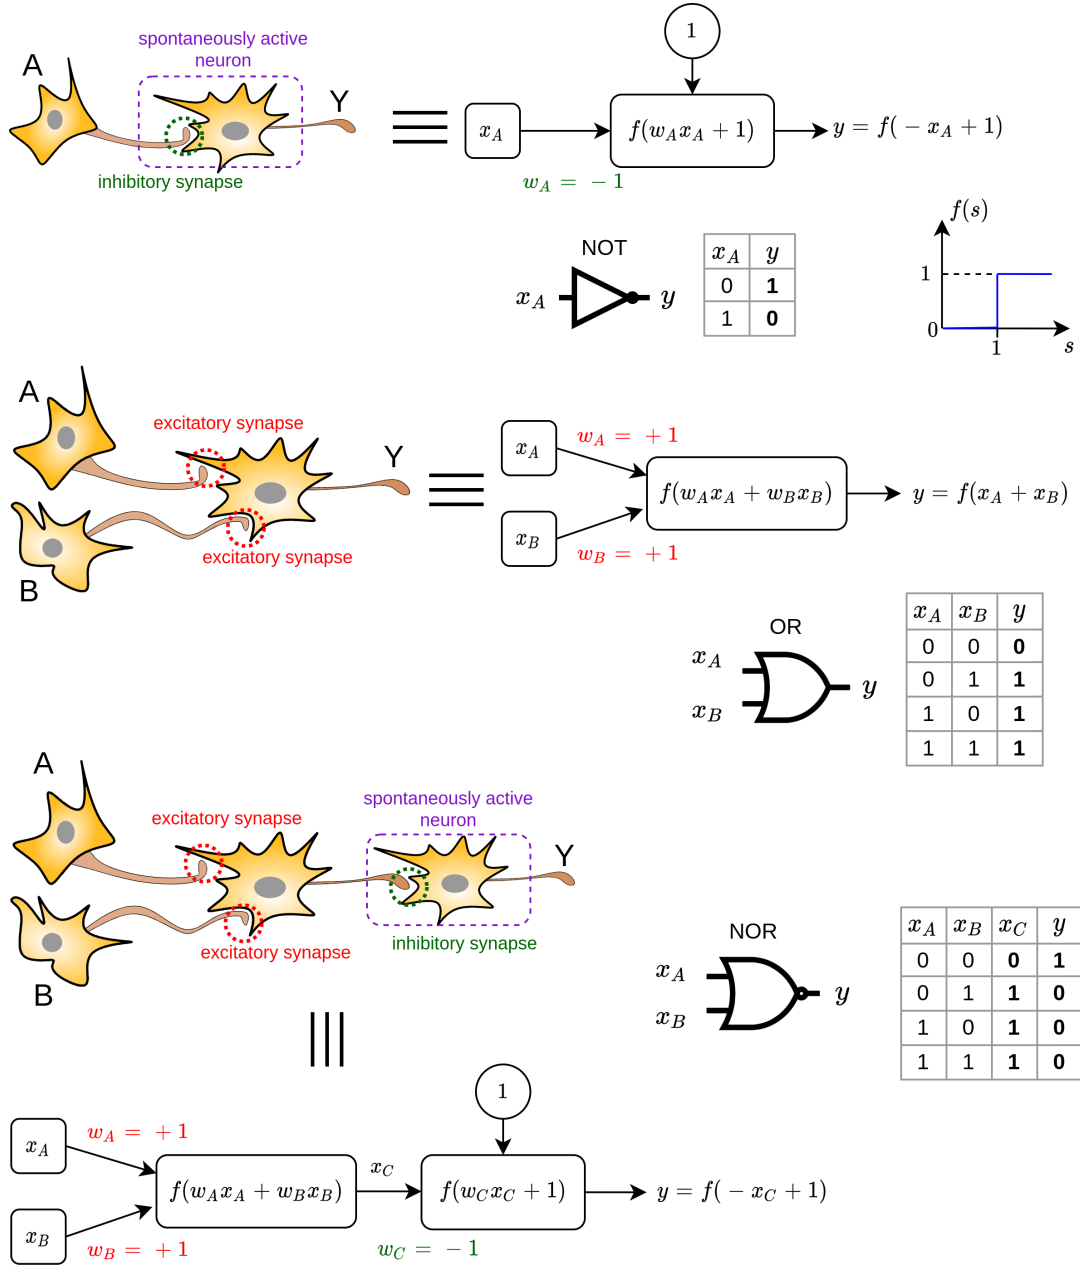 spontaneously active
neuron
A
Y
inhibitory synapse
1
x_A
f(w_A x_A + 1)
y = f( − x_A + 1)
w_A = − 1
NOT
x_A
y
x_A y
0 1
1 0
f(s)
1
0
1
s
A
excitatory synapse
Y
excitatory synapse
B
x_A
w_A = + 1
f(w_A x_A + w_B x_B)
y = f(x_A + x_B)
x_B
w_B = + 1
OR
x_A
x_B
y
x_A x_B y
0 0 0
0 1 1
1 0 1
1 1 1
A
excitatory synapse
spontaneously active
neuron
Y
excitatory synapse
inhibitory synapse
B
NOR
x_A
x_B
y
x_A x_B x_C y
0 0 0 1
0 1 1 0
1 0 1 0
1 1 1 0
1
x_A
w_A = + 1
f(w_A x_A + w_B x_B)
x_C
f(w_C x_C + 1)
y = f( − x_C + 1)
x_B
w_B = + 1
w_C = − 1